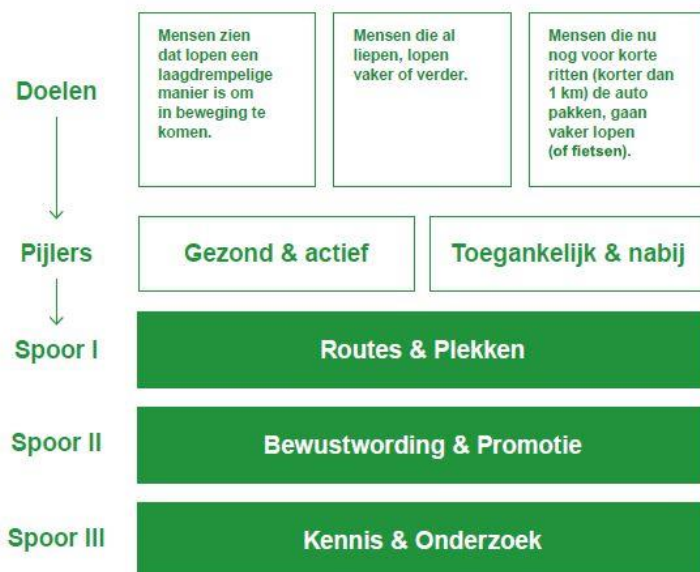 Doelen
Mensen zien
dat lopen een
laagdrempelige
manier is om
in beweging te
komen.
Mensen die al
liepen, lopen
vaker of verder.
Mensen die nu
nog voor korte
ritten (korter dan
1 km) de auto
pakken, gaan
vaker lopen
(of fietsen).
Pijlers
Gezond & actief
Toegankelijk & nabij
Spoor I
Routes & Plekken
Spoor II
Bewustwording & Promotie
Spoor III
Kennis & Onderzoek